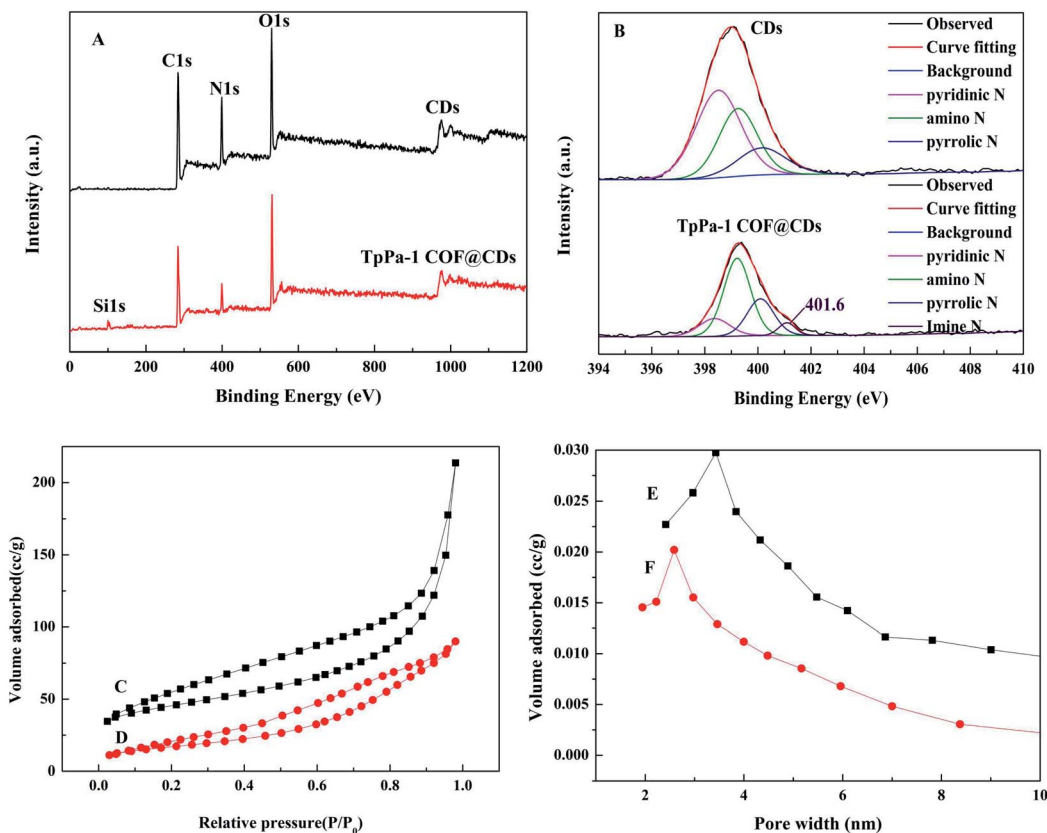 A
O1s
C1s
N1s
CDs
TpPa-1 COF@CDs
Si1s
Intensity (a.u.)
0 200 400 600 800 1000 1200
Binding Energy (eV)
B
CDs
Observed
Curve fitting
Background
pyridinic N
amino N
pyrrolic N
TpPa-1 COF@CDs
Observed
Curve fitting
Background
pyridinic N
amino N
pyrrolic N
Imine N
401.6
Intensity (a.u.)
394 396 398 400 402 404 406 408 410
Binding Energy (eV)
200
150
100
50
0
C
D
Volume adsorbed(cc/g)
0.0 0.2 0.4 0.6 0.8 1.0
Relative pressure(P/P0)
0.030
0.025
0.020
0.015
0.010
0.005
0.000
E
F
Volume adsorbed (cc/g)
2 4 6 8 10
Pore width (nm)